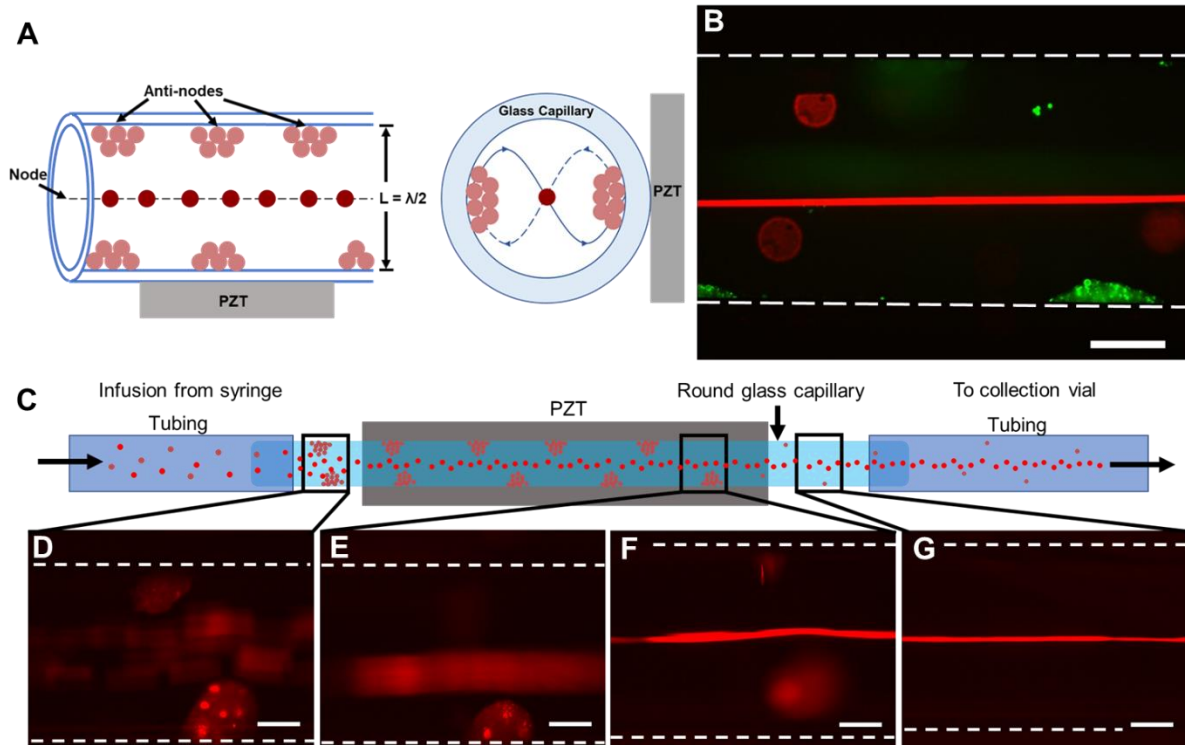 A
Anti-nodes
Node
L = λ/2
PZT
Glass Capillary
PZT
B
C
Infusion from syringe
Tubing
PZT
Round glass capillary
To collection vial
Tubing
D
E
F
G